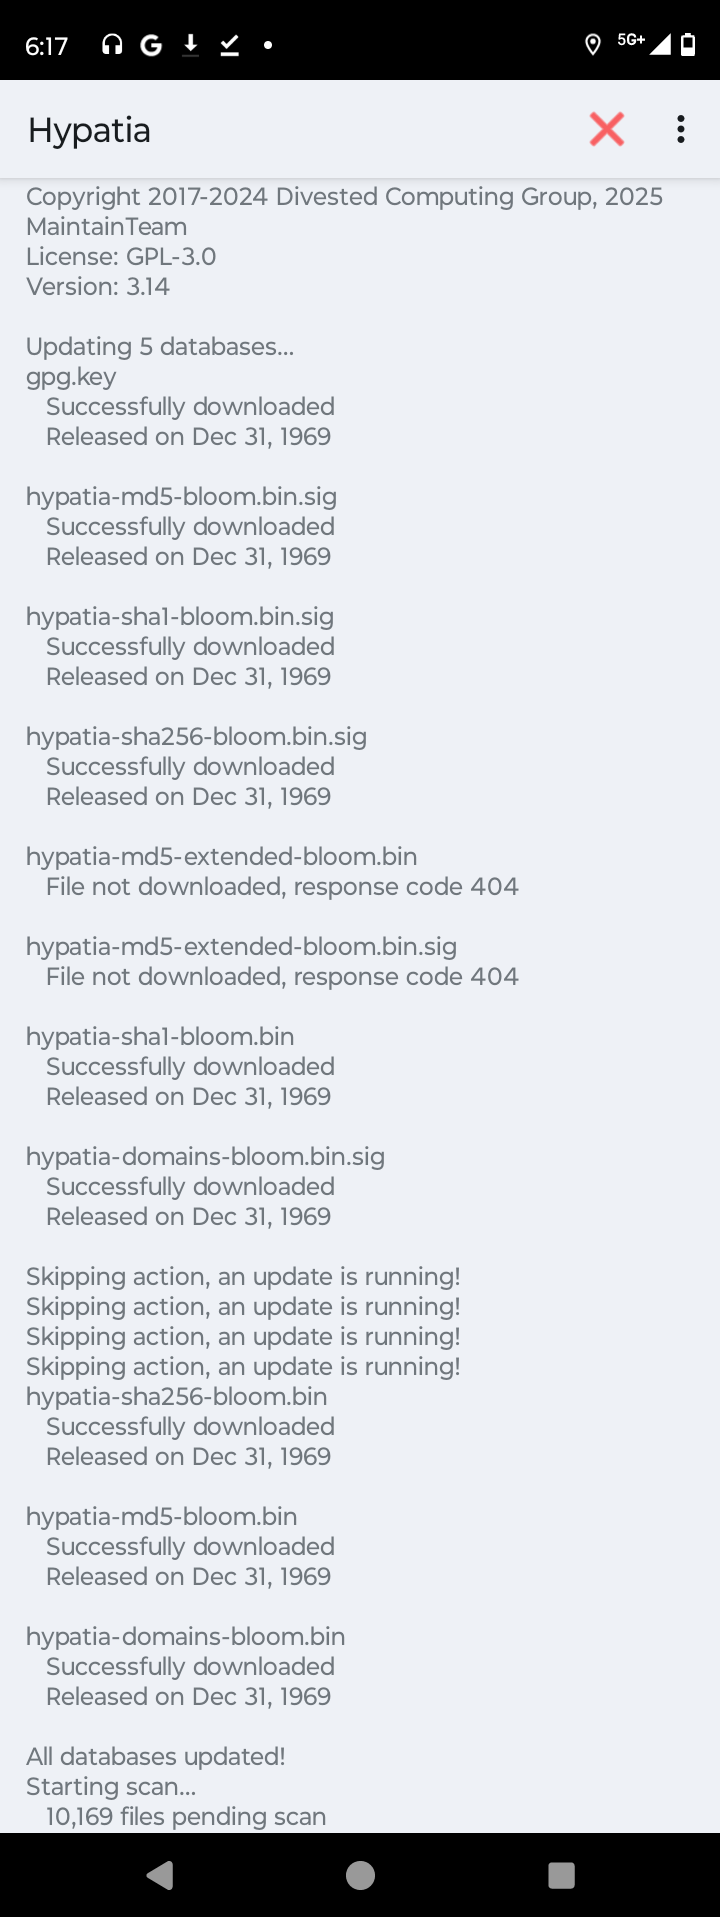 6:17
5G+
Hypatia
Copyright 2017-2024 Divested Computing Group, 2025
MaintainTeam
License: GPL-3.0
Version: 3.14
Updating 5 databases...
gpg.key
Successfully downloaded
Released on Dec 31, 1969
hypatia-md5-bloom.bin.sig
Successfully downloaded
Released on Dec 31, 1969
hypatia-sha1-bloom.bin.sig
Successfully downloaded
Released on Dec 31, 1969
hypatia-sha256-bloom.bin.sig
Successfully downloaded
Released on Dec 31, 1969
hypatia-md5-extended-bloom.bin
File not downloaded, response code 404
hypatia-md5-extended-bloom.bin.sig
File not downloaded, response code 404
hypatia-sha1-bloom.bin
Successfully downloaded
Released on Dec 31, 1969
hypatia-domains-bloom.bin.sig
Successfully downloaded
Released on Dec 31, 1969
Skipping action, an update is running!
Skipping action, an update is running!
Skipping action, an update is running!
Skipping action, an update is running!
hypatia-sha256-bloom.bin
Successfully downloaded
Released on Dec 31, 1969
hypatia-md5-bloom.bin
Successfully downloaded
Released on Dec 31, 1969
hypatia-domains-bloom.bin
Successfully downloaded
Released on Dec 31, 1969
All databases updated!
Starting scan...
10,169 files pending scan